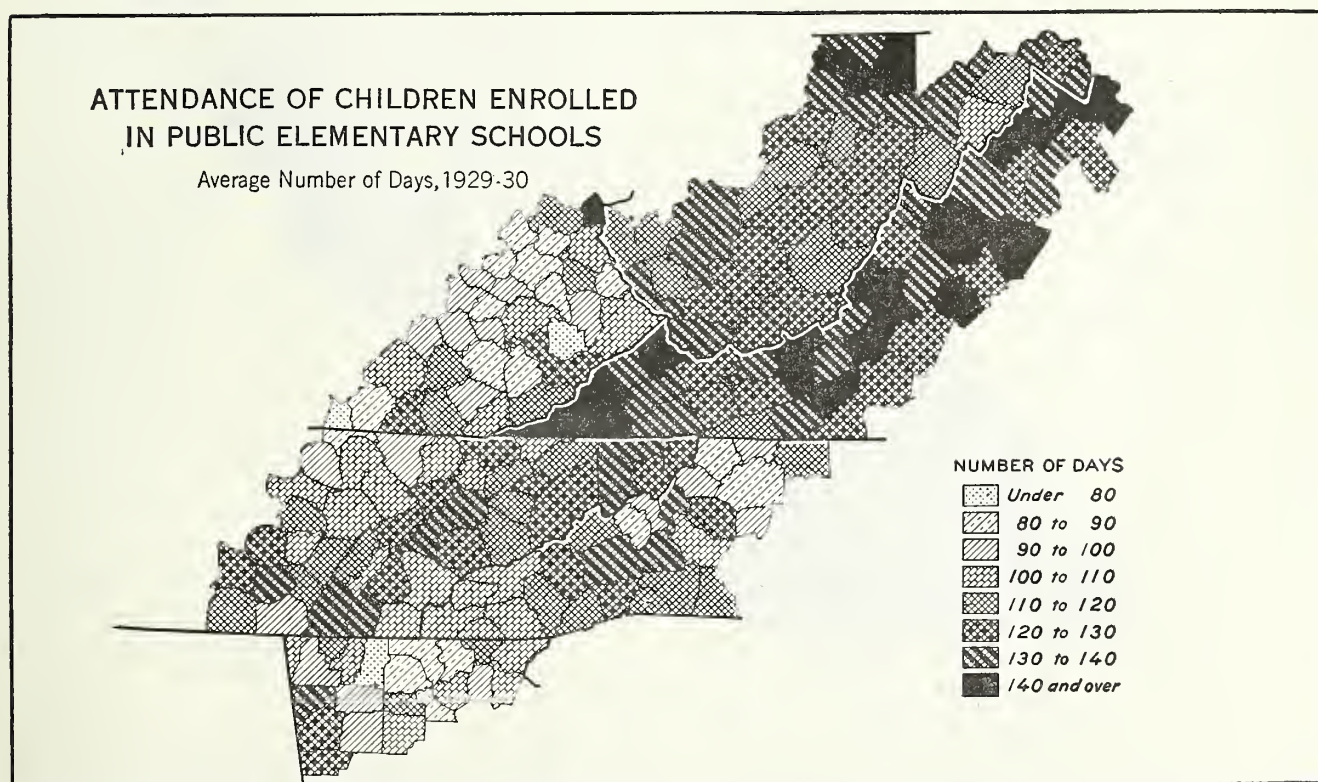 ATTENDANCE OF CHILDREN ENROLLED
IN PUBLIC ELEMENTARY SCHOOLS
Average Number of Days, 1929-30
NUMBER OF DAYS
Under 80
80 to 90
90 to 100
100 to 110
110 to 120
120 to 130
130 to 140
140 and over